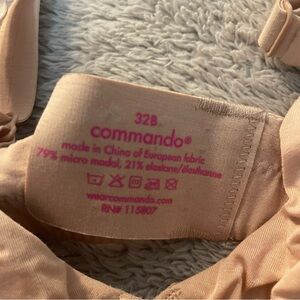 32B
commando®
made in China of European fabric
79% micro modal, 21% elastane/élasthanne
wearcommando.com
RN# 115807